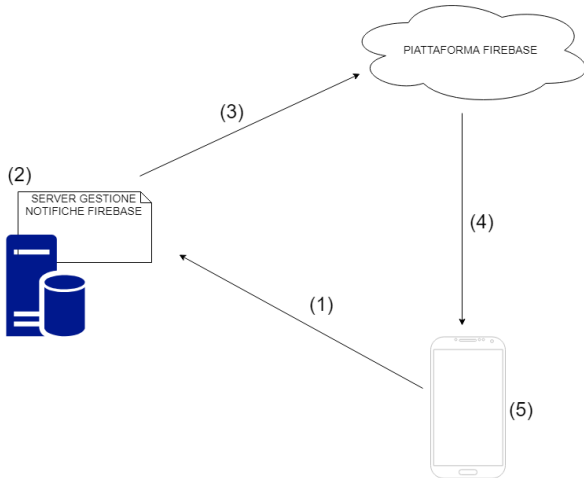 PIATTAFORMA FIREBASE
(3)
(2)
SERVER GESTIONE
NOTIFICHE FIREBASE
(4)
(1)
(5)